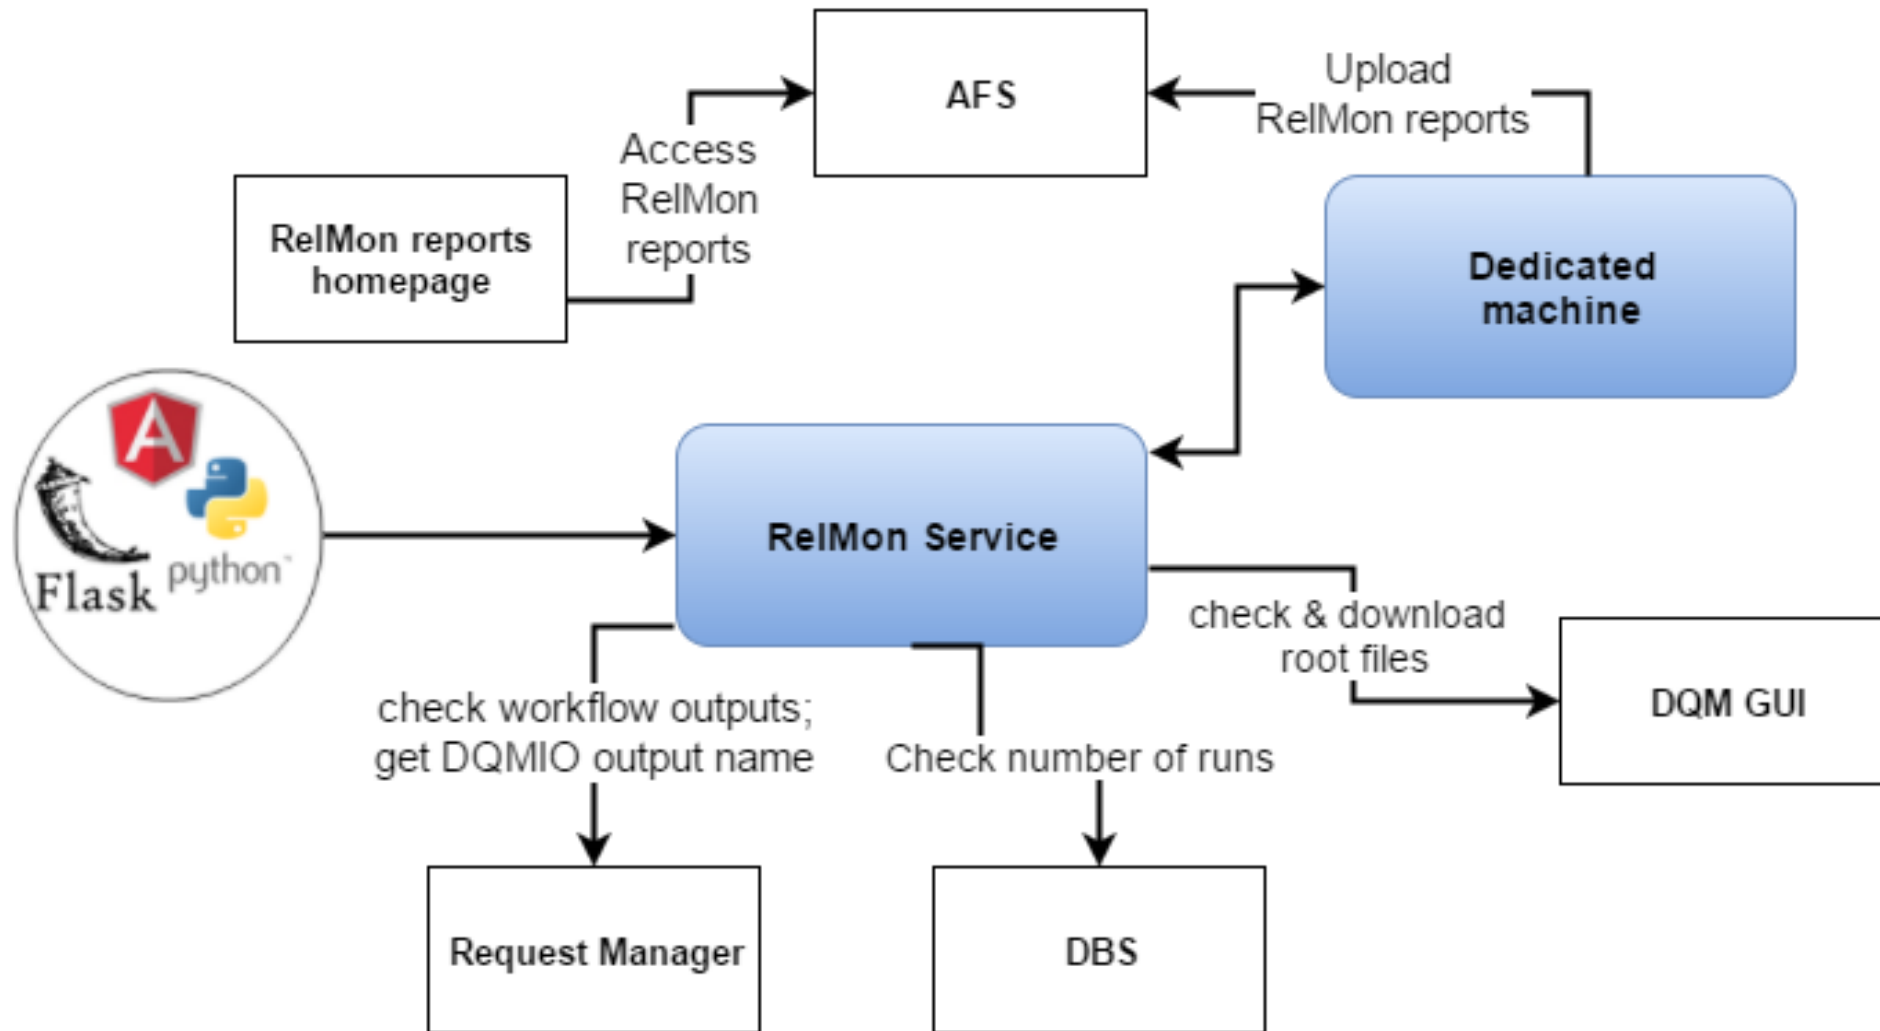 AFS
Upload
RelMon reports
Access
RelMon
reports
RelMon reports
homepage
Dedicated
machine
A
Flask
python™
RelMon Service
check & download
root files
check workflow outputs;
get DQMIO output name
Check number of runs
DQM GUI
Request Manager
DBS